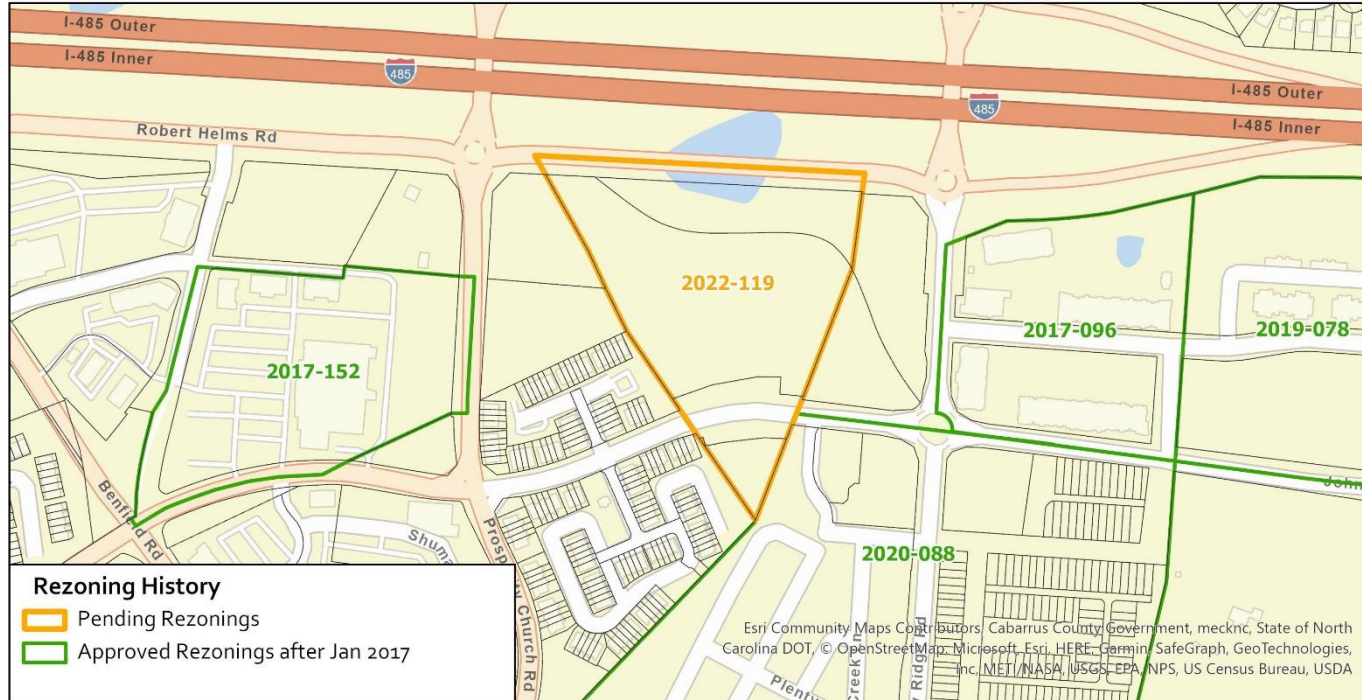 I-485 Outer
I-485 Inner
485
485
I-485 Outer
I-485 Inner
Robert Helms Rd
2022-119
2017-096
2019-078
2017-152
Benfield Rd
Prosperity Church Rd
2020-088
Ridge Rd
Rezoning History
Pending Rezonings
Approved Rezonings after Jan 2017
Esri Community Maps Contributors, Cabarrus County Government, mecknc, State of North
Carolina DOT, © OpenStreetMap, Microsoft, Esri, HERE, Garmin, SafeGraph, GeoTechnologies,
Inc, METI/NASA, USGS, EPA, NPS, US Census Bureau, USDA